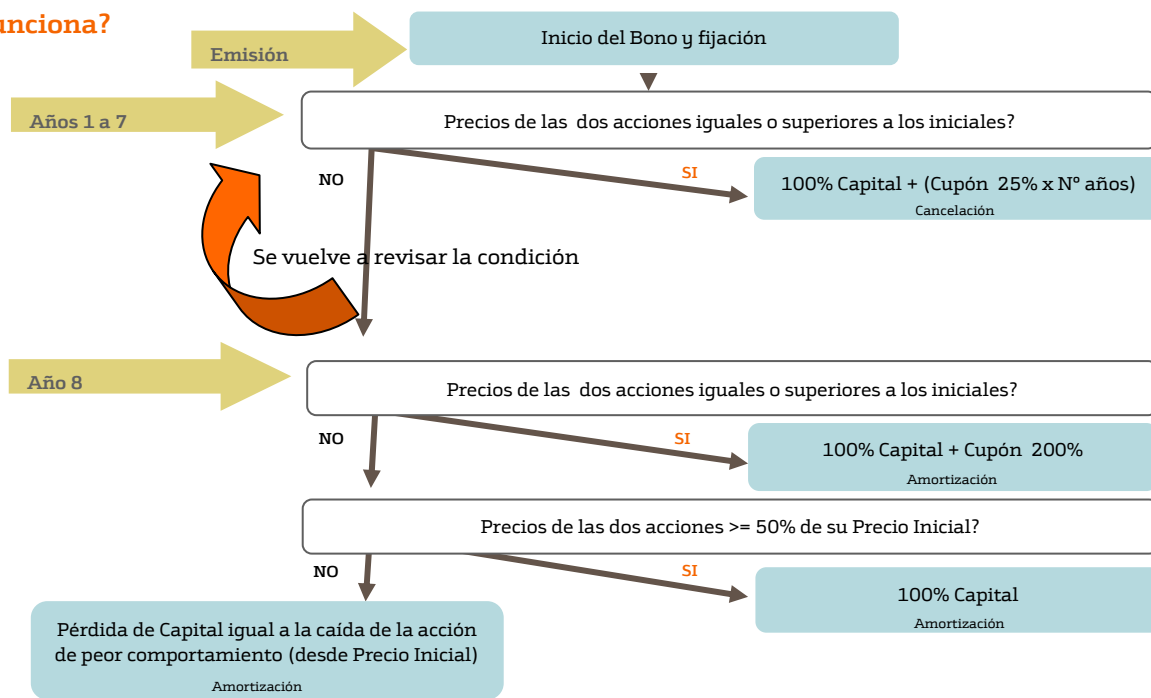 unciona?
Emisión
Inicio del Bono y fijación
Años 1 a 7
Precios de las dos acciones iguales o superiores a los iniciales?
NO
SI
100% Capital + (Cupón 25% x Nº años)
Cancelación
Se vuelve a revisar la condición
Año 8
Precios de las dos acciones iguales o superiores a los iniciales?
NO
SI
100% Capital + Cupón 200%
Amortización
Precios de las dos acciones >= 50% de su Precio Inicial?
NO
SI
100% Capital
Amortización
Pérdida de Capital igual a la caída de la acción
de peor comportamiento (desde Precio Inicial)
Amortización